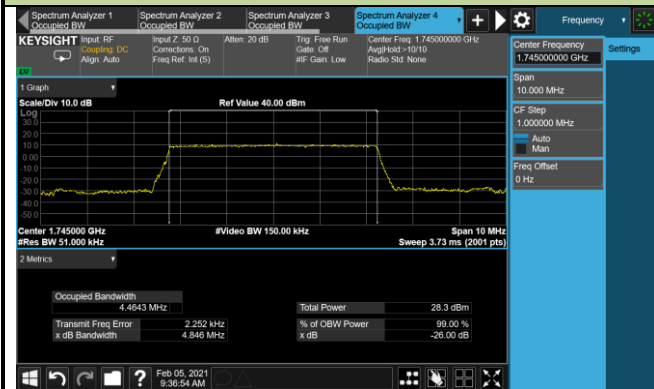 Spectrum Analyzer 1 Spectrum Analyzer 2 Spectrum Analyzer 3 Spectrum Analyzer 4 Frequency
Occupied BW Occupied BW Occupied BW Occupied BW
KEYSIGHT Input: RF Input Z: 50 Ω Atten: 20 dB Trig: Free Run Center Freq: 1.745000000 GHz
Coupling: DC Corrections: On Gate: Off Avg|Hold:>10/10
Align: Auto Freq Ref: Int (S) #IF Gain: Low Radio Std: None
Center Frequency Settings
1.745000000 GHz
Span
10.000 MHz
CF Step
1.000000 MHz
Auto
Man
Freq Offset
0 Hz
1 Graph
Scale/Div 10.0 dB Ref Value 40.00 dBm
Log
30.0
20.0
10.0
0.00
-10.0
-20.0
-30.0
-40.0
-50.0
Center 1.745000 GHz #Video BW 150.00 kHz Span 10 MHz
#Res BW 51.000 kHz Sweep 3.73 ms (2001 pts)
2 Metrics
Occupied Bandwidth
4.4643 MHz Total Power 28.3 dBm
Transmit Freq Error 2.252 kHz % of OBW Power 99.00 %
x dB Bandwidth 4.846 MHz x dB -26.00 dB
? Feb 05, 2021
9:36:54 AM